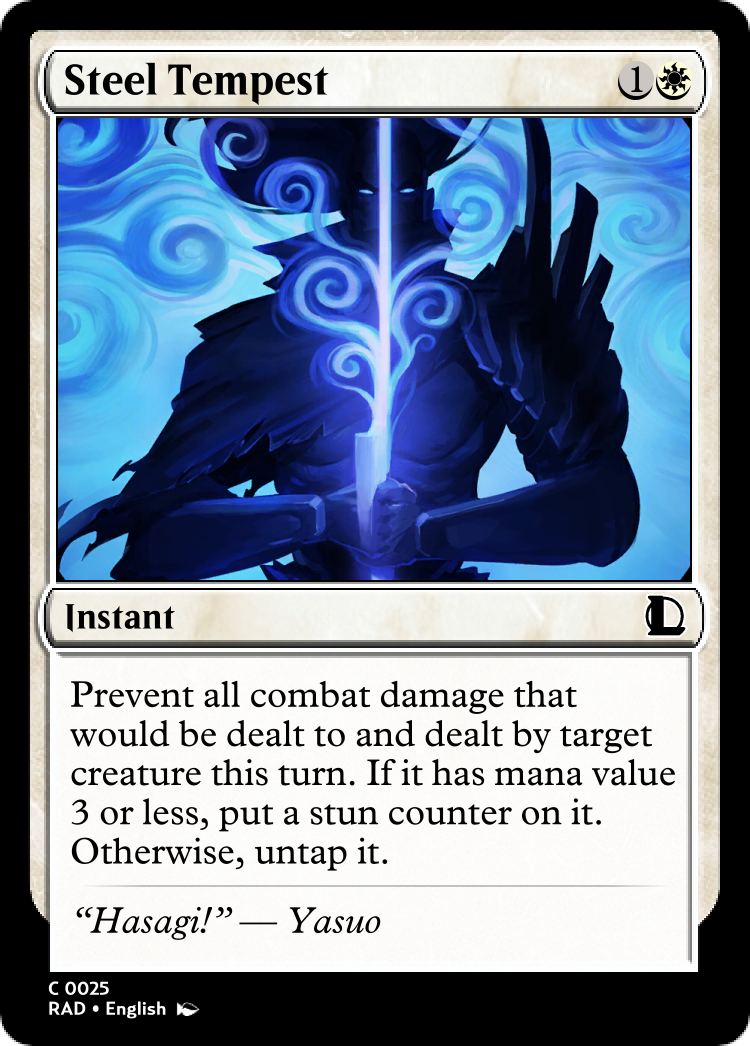 Steel Tempest 1
Instant
Prevent all combat damage that
would be dealt to and dealt by target
creature this turn. If it has mana value
3 or less, put a stun counter on it.
Otherwise, untap it.
“Hasagi!” — Yasuo
C 0025
RAD • English